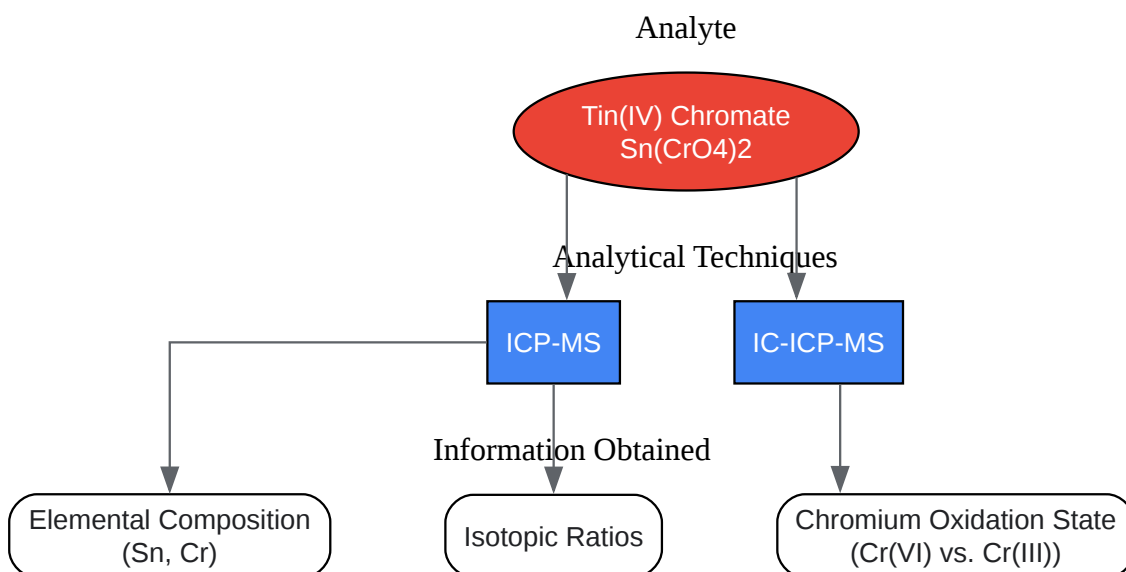 Analyte
Tin(IV) Chromate
Sn(CrO4)2
Analytical Techniques
ICP-MS
IC-ICP-MS
Information Obtained
Elemental Composition
(Sn, Cr)
Isotopic Ratios
Chromium Oxidation State
(Cr(VI) vs. Cr(III))